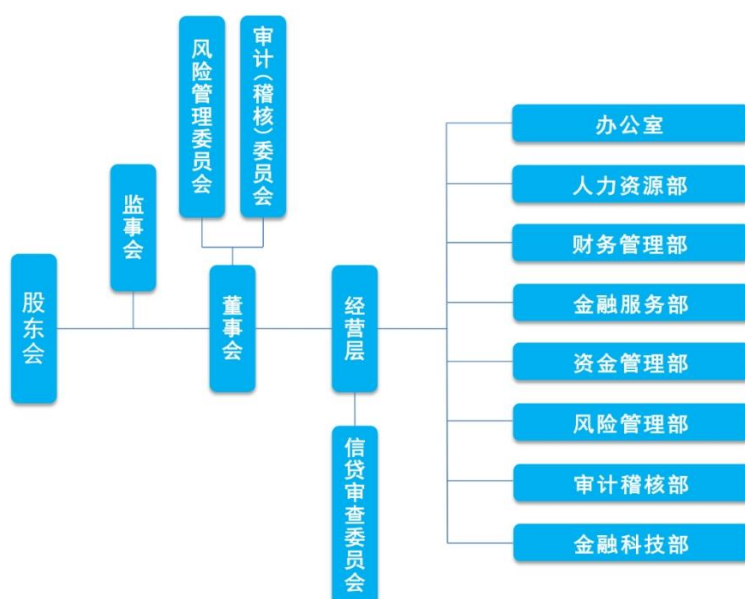 股东会
监事会
风险管理委员会
审计（稽核）委员会
董事会
经营层
信贷审查委员会
办公室
人力资源部
财务管理部
金融服务部
资金管理部
风险管理部
审计稽核部
金融科技部